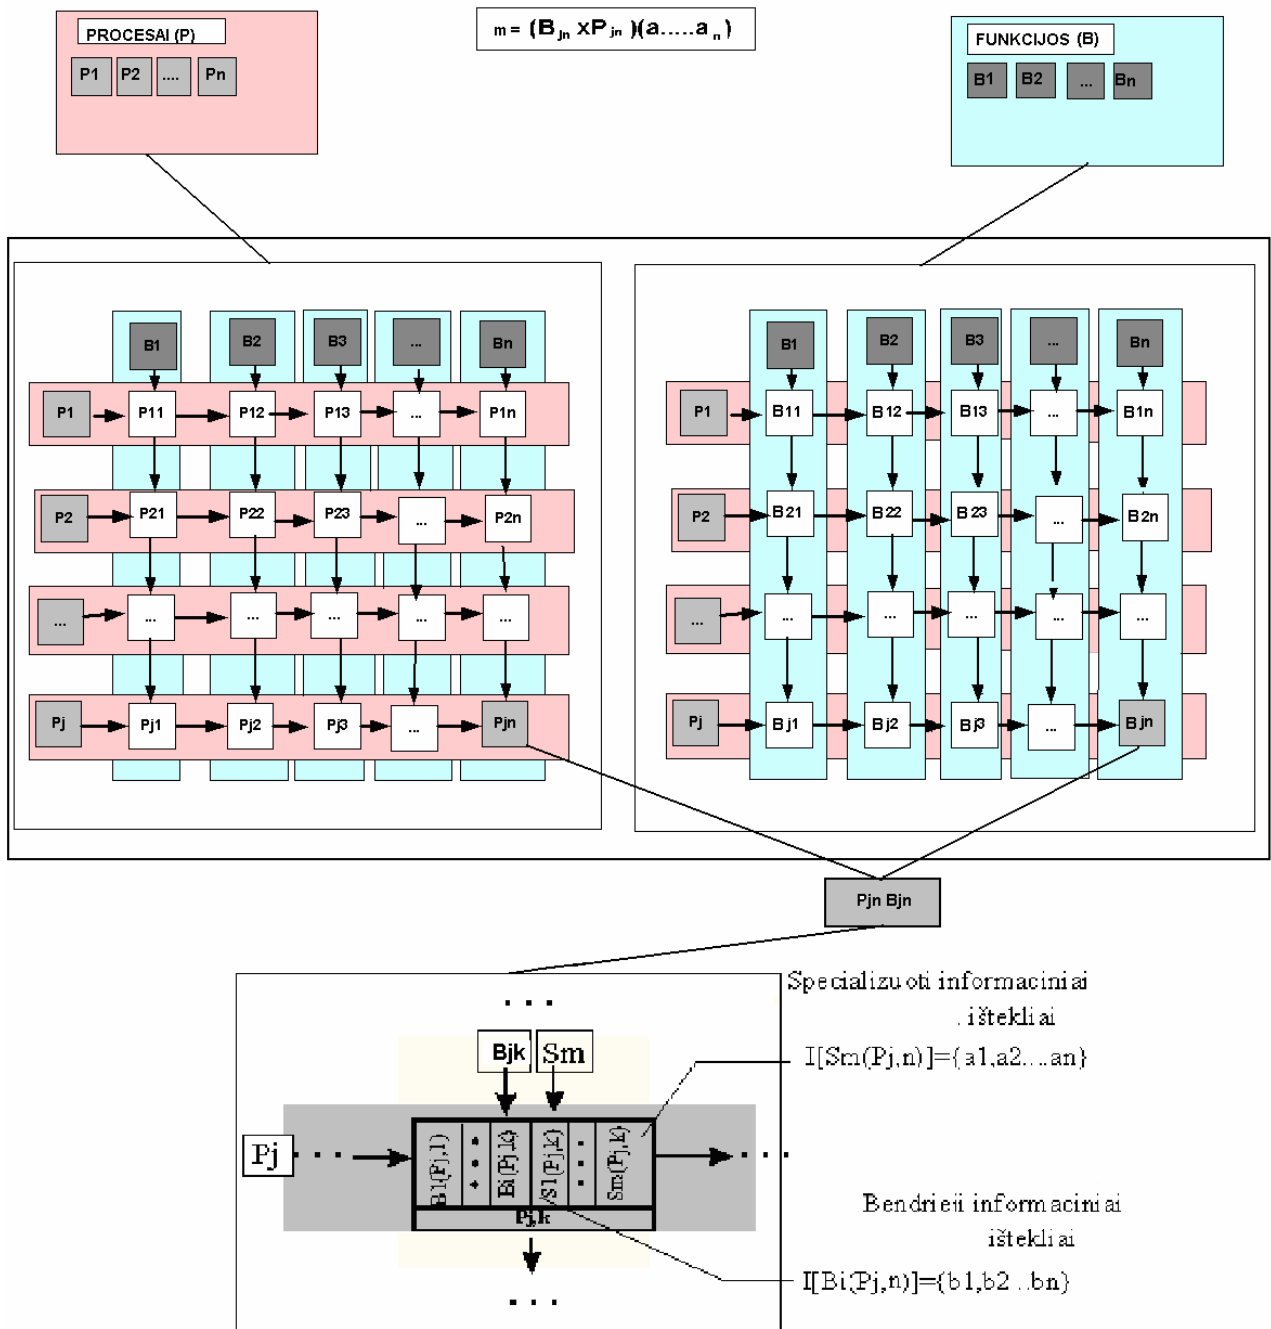 PROCESAI (P)
P1 P2 .... Pn
m = (B jn xP jn )(a.....a n )
FUNKCIJOS (B)
B1 B2 ... Bn
B1 B2 B3 ... Bn
P1 P11 P12 P13 ... P1n
P2 P21 P22 P23 ... P2n
... ... ... ... ... ...
Pj Pj1 Pj2 Pj3 ... Pjn
B1 B2 B3 ... Bn
P1 B11 B12 B13 ... B1n
P2 B21 B22 B23 ... B2n
... ... ... ... ... ...
Pj Bj1 Bj2 Bj3 ... Bjn
Pjn Bjn
Specializuoti informaciniai
. ištekliai
I[Sm(Pj,n)]={a1,a2....an}
. . .
Bjk Sm
Pj . . . B1(Pj,1) . . . Bi(Pj,k) S1(Pj,k) . . . Sm(Pj,k) . . .
Pj,k
. . .
Bendrieji informaciniai
ištekliai
I[Bi(Pj,n)]={b1,b2...bn}